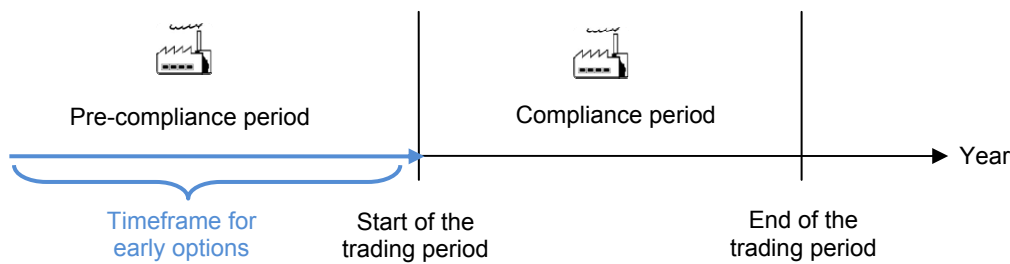 Pre-compliance period
Compliance period
Year
Timeframe for
early options
Start of the
trading period
End of the
trading period